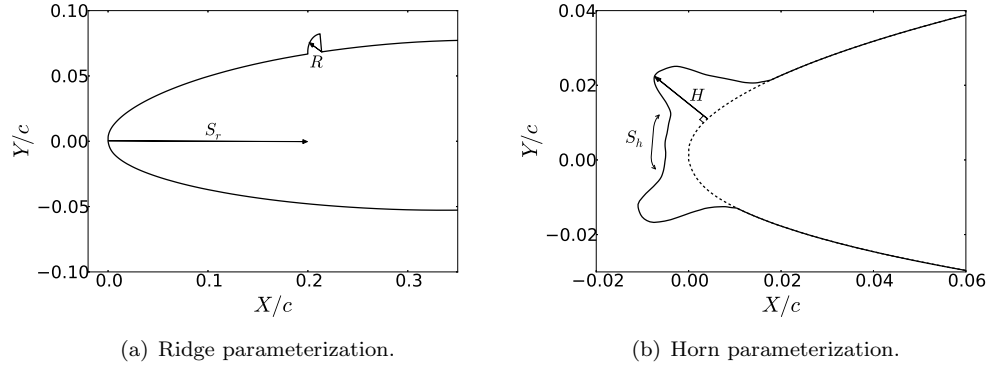 0.10
0.05
0.00
−0.05
−0.10
0.0
0.1
0.2
0.3
Y/c
X/c
R
S_r
(a) Ridge parameterization.
0.04
0.02
0.00
−0.02
−0.02
0.00
0.02
0.04
0.06
Y/c
X/c
H
S_h
(b) Horn parameterization.